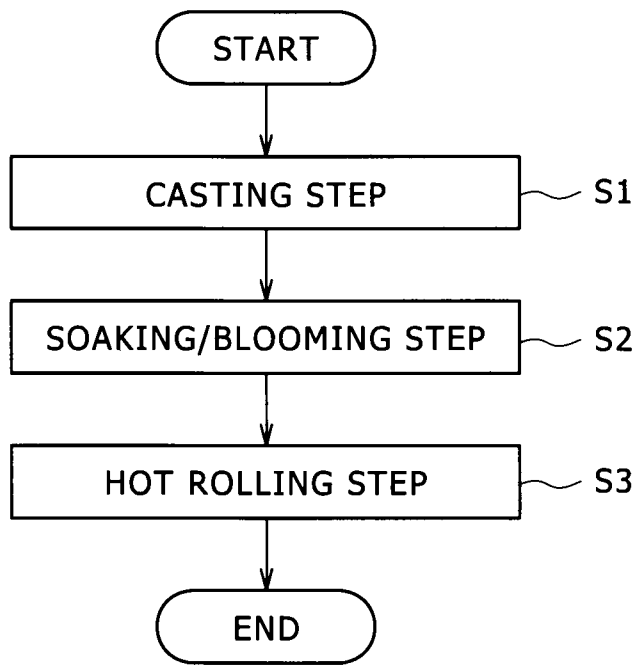 START
CASTING STEP
S1
SOAKING/BLOOMING STEP
S2
HOT ROLLING STEP
S3
END